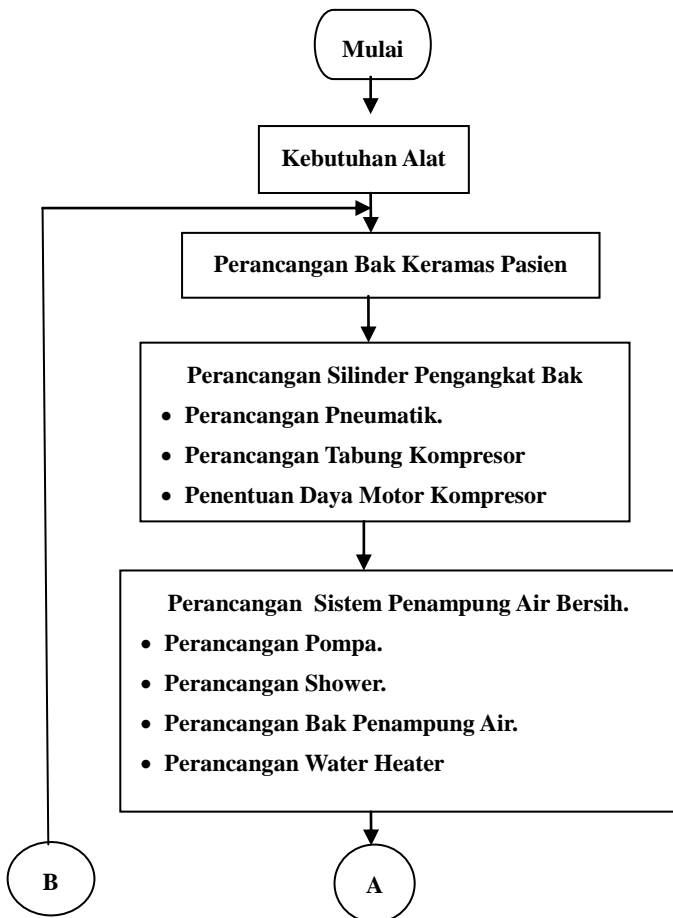 Mulai
Kebutuhan Alat
Perancangan Bak Keramas Pasien
Perancangan Silinder Pengangkat Bak
• Perancangan Pneumatik.
• Perancangan Tabung Kompresor
• Penentuan Daya Motor Kompresor
Perancangan Sistem Penampung Air Bersih.
• Perancangan Pompa.
• Perancangan Shower.
• Perancangan Bak Penampung Air.
• Perancangan Water Heater
B
A